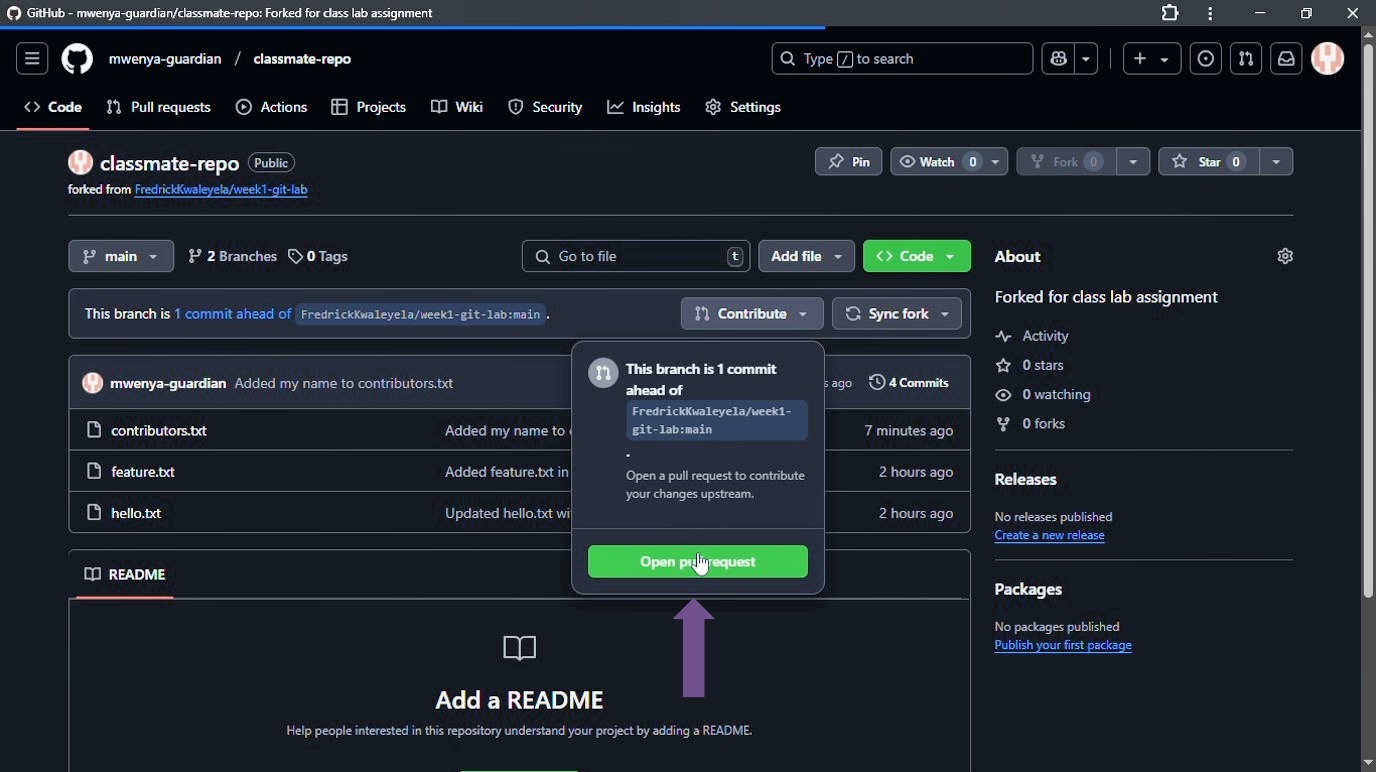 GitHub - mwenya-guardian/classmate-repo: Forked for class lab assignment
mwenya-guardian / classmate-repo
Type / to search
Code Pull requests Actions Projects Wiki Security Insights Settings
classmate-repo Public
Pin Watch 0 Fork 0 Star 0
forked from FredrickKwaleyela/week1-git-lab
main 2 Branches 0 Tags Go to file t Add file Code
This branch is 1 commit ahead of FredrickKwaleyela/week1-git-lab:main .
Contribute Sync fork
mwenya-guardian Added my name to contributors.txt s ago 4 Commits
contributors.txt Added my name to 7 minutes ago
feature.txt Added feature.txt in 2 hours ago
hello.txt Updated hello.txt 2 hours ago
This branch is 1 commit
ahead of
FredrickKwaleyela/week1-
git-lab:main
.
Open a pull request to contribute
your changes upstream.
Open request
README
Add a README
Help people interested in this repository understand your project by adding a README.
About
Forked for class lab assignment
Activity
0 stars
0 watching
0 forks
Releases
No releases published
Create a new release
Packages
No packages published
Publish your first package